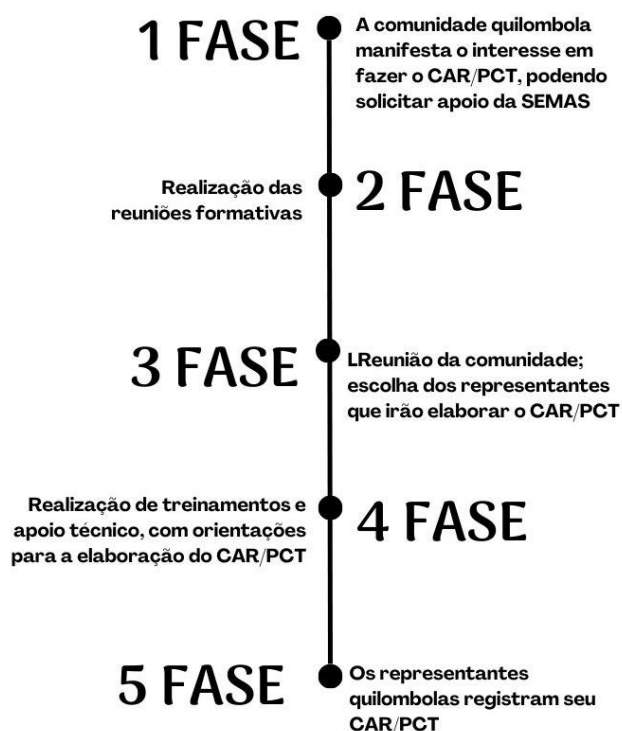 1 FASE
A comunidade quilombola
manifesta o interesse em
fazer o CAR/PCT, podendo
solicitar apoio da SEMAS
2 FASE
Realização das
reuniões formativas
3 FASE
LReunião da comunidade;
escolha dos representantes
que irão elaborar o CAR/PCT
4 FASE
Realização de treinamentos e
apoio técnico, com orientações
para a elaboração do CAR/PCT
5 FASE
Os representantes
quilombolas registram seu
CAR/PCT